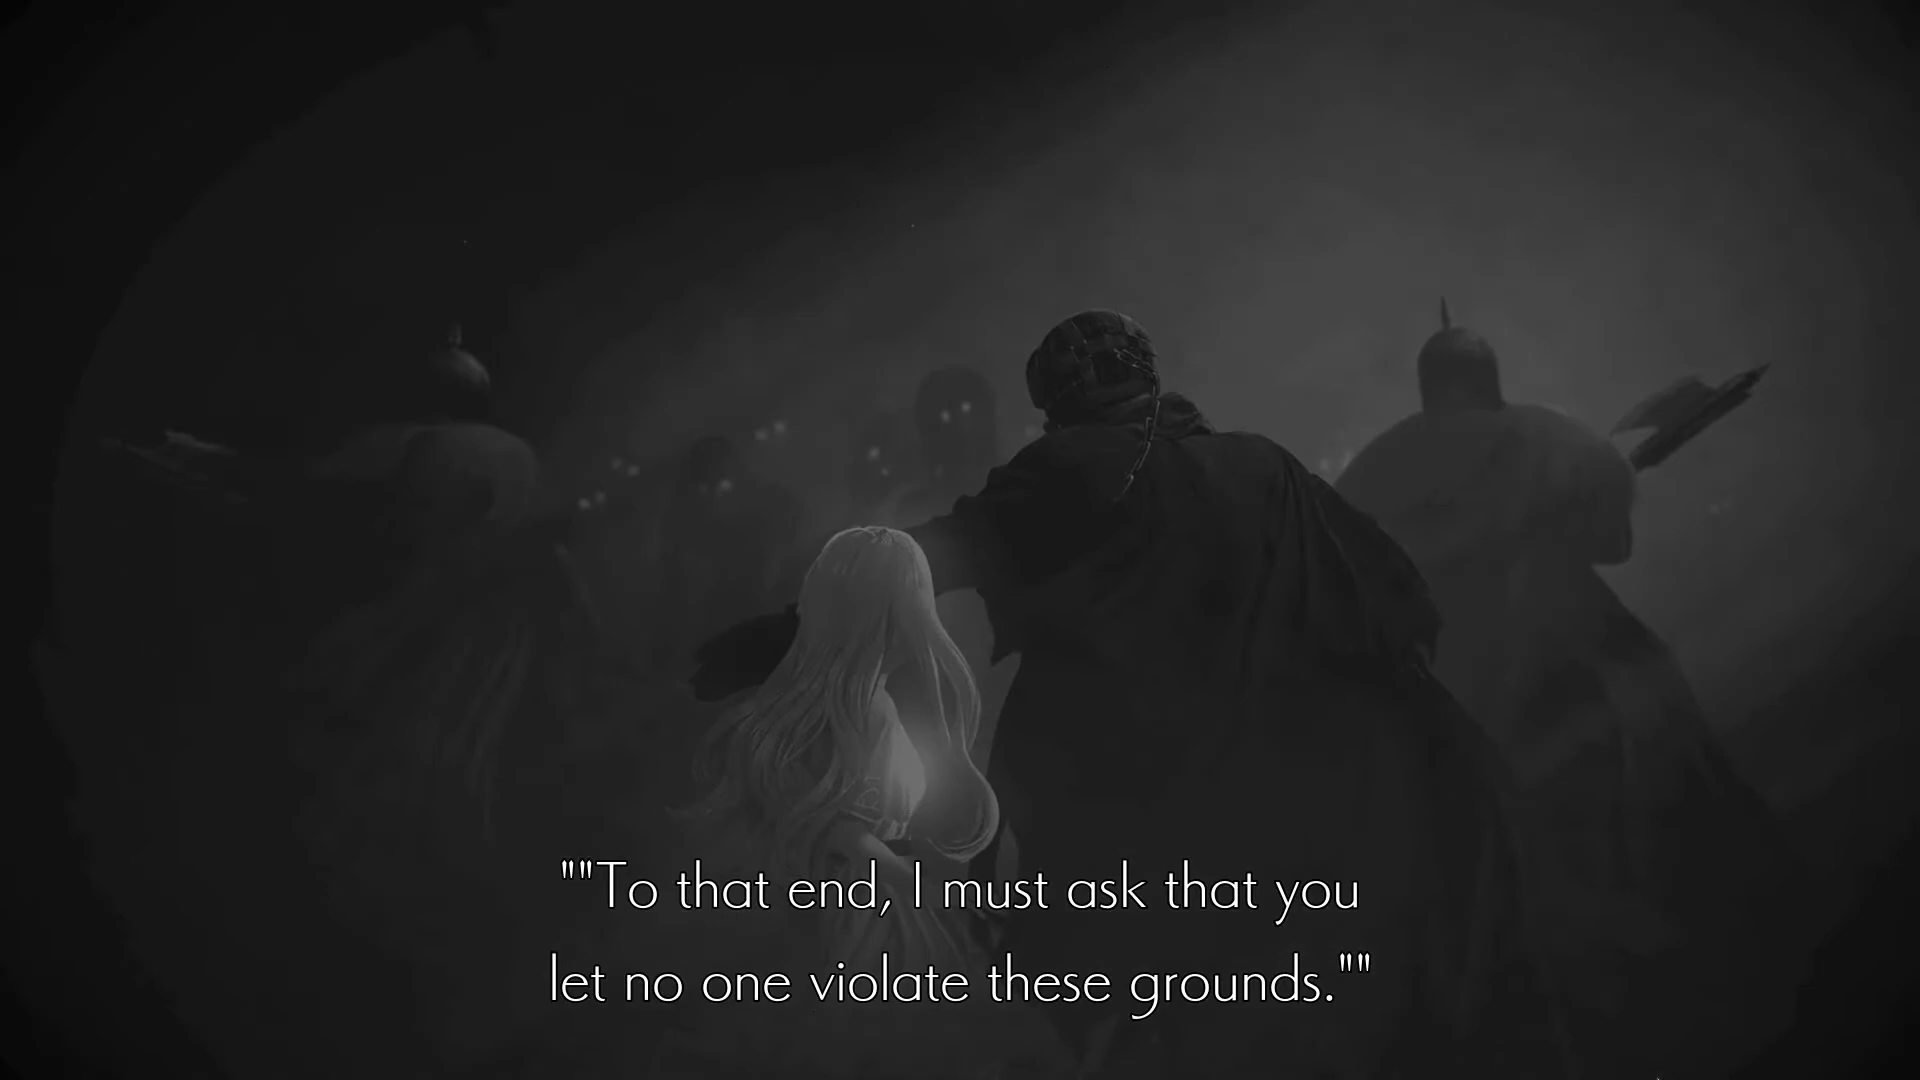 ""To that end, I must ask that you
let no one violate these grounds.""